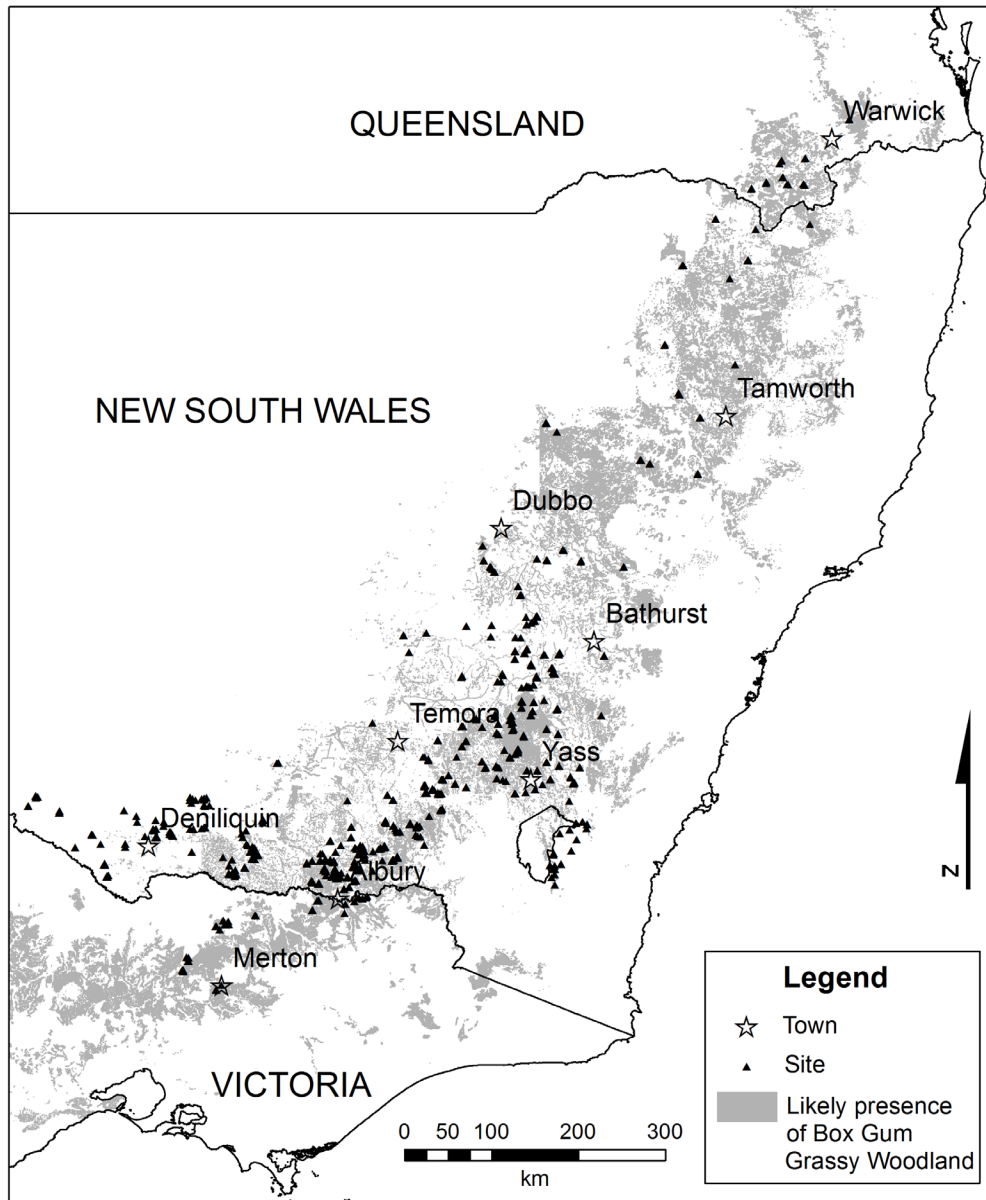 Warwick
QUEENSLAND
Tamworth
NEW SOUTH WALES
Dubbo
Bathurst
Temora
Yass
Deniliquin
Albury
N
Merton
Legend
Town
Site
Likely presence
of Box Gum
Grassy Woodland
VICTORIA
0 50 100 200 300
km